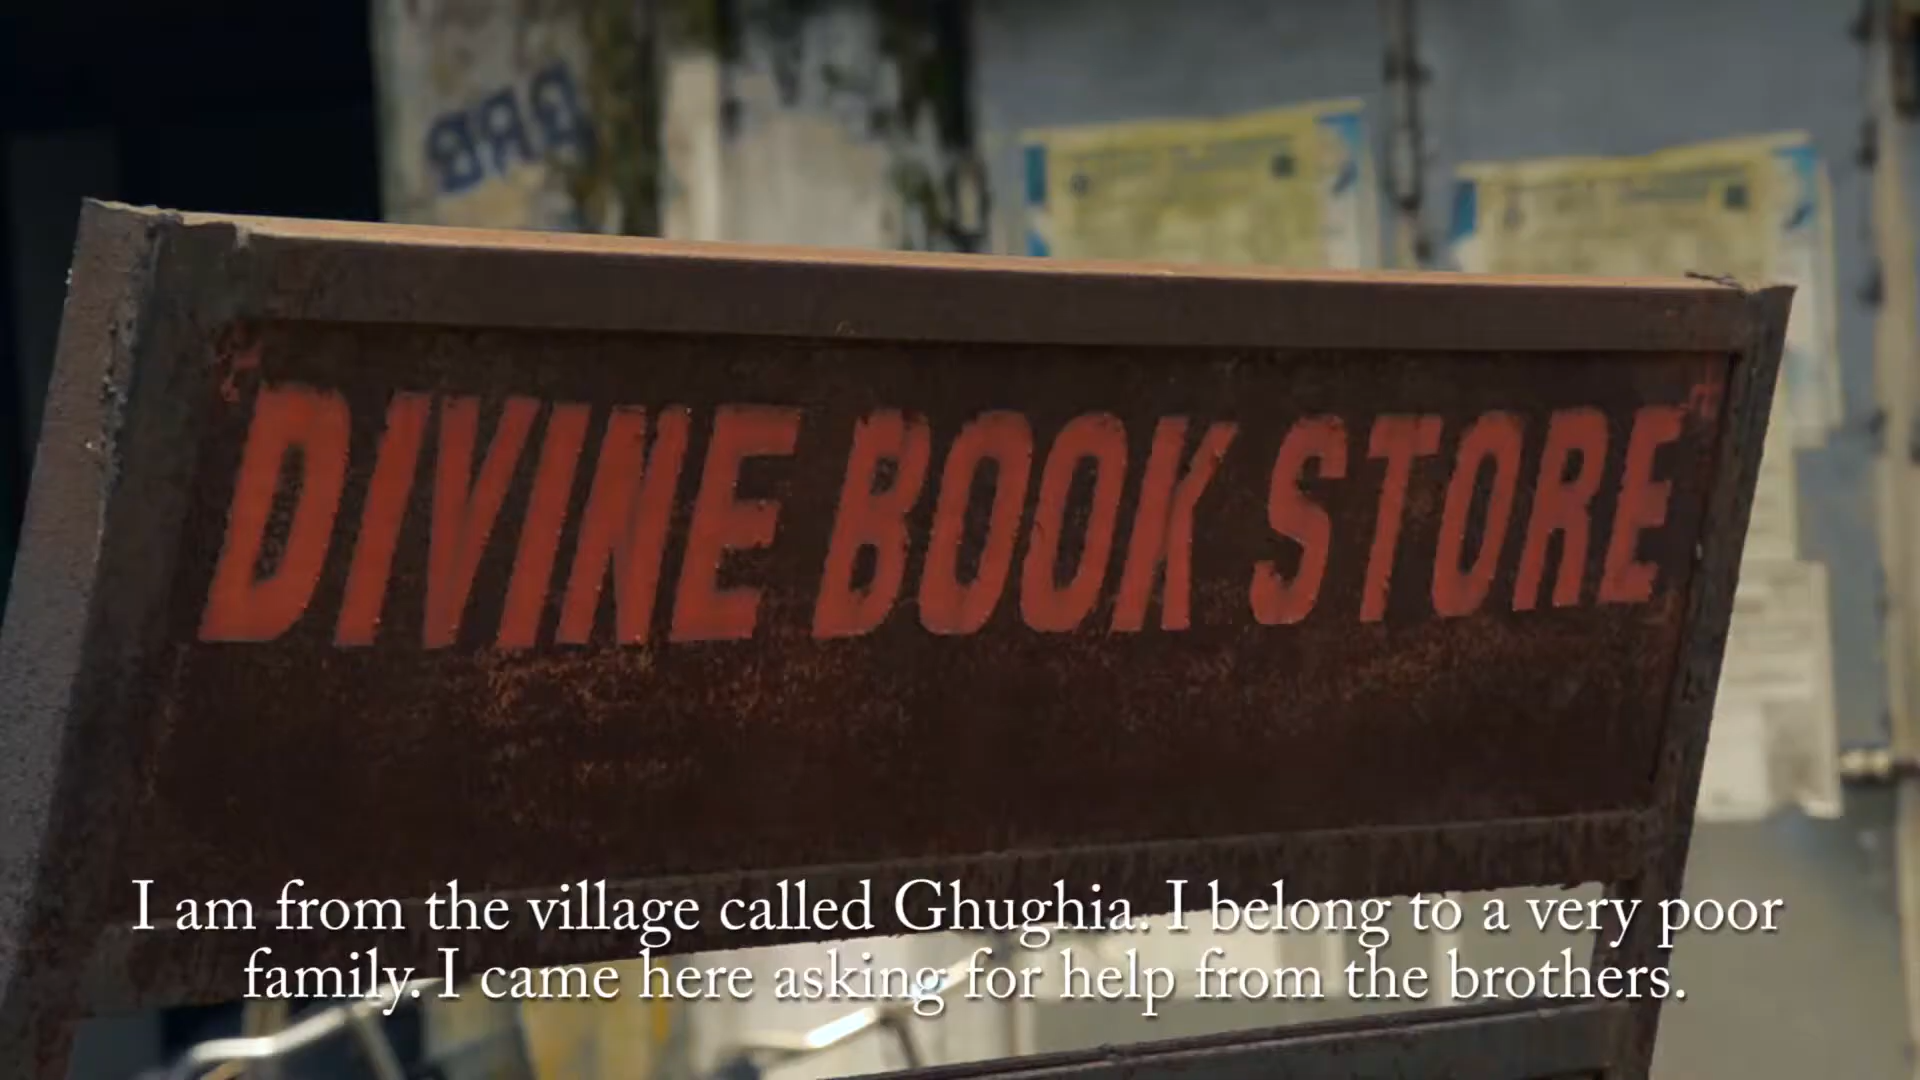 DIVINE BOOK STORE
I am from the village called Ghughia. I belong to a very poor
family. I came here asking for help from the brothers.